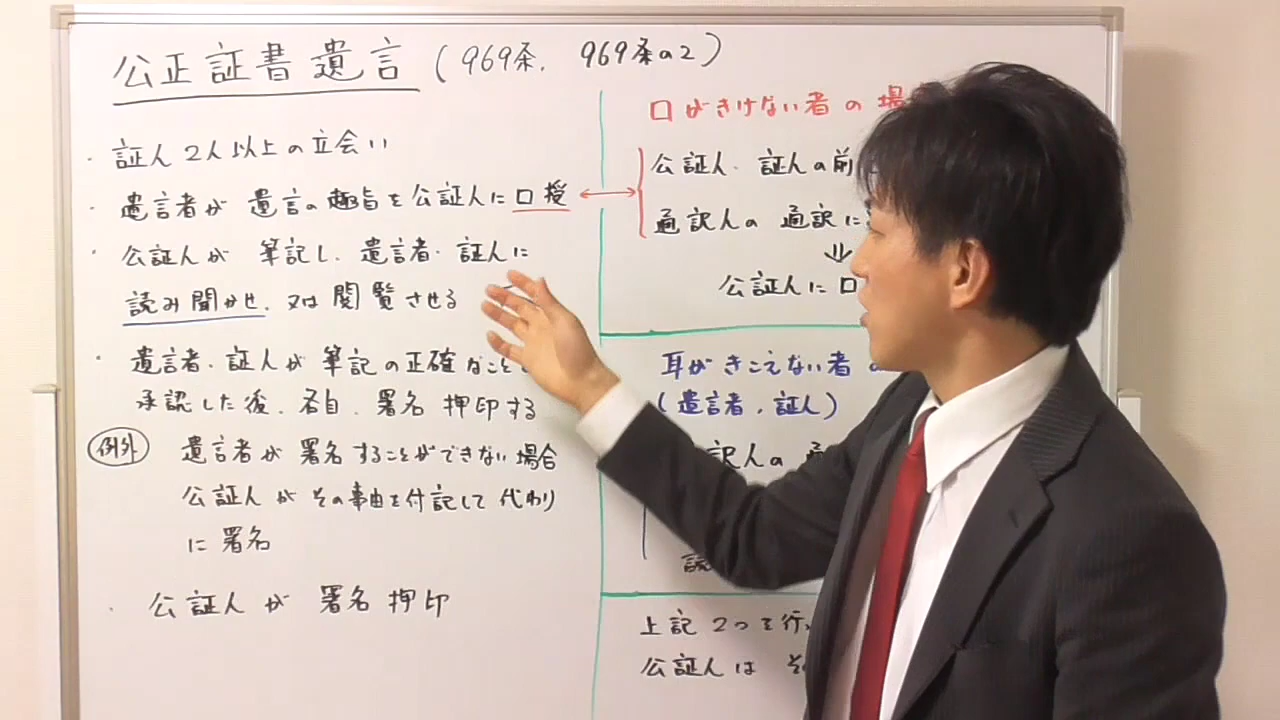 公正証書遺言 (969条. 969条の2)
・証人 2人以上の立会い
・遺言者が 遺言の趣旨を公証人に口授
・公証人が 筆記し、遺言者・証人に
読み聞かせ、又は閲覧させる
・遺言者・証人が筆記の正確なこと
承認した後、各自、署名 押印する
例外 遺言者が署名することができない場合
公証人がその事由を付記して代わり
に署名
・公証人が 署名 押印
口がきけない者の場
公証人・証人の前
通訳人の通訳に
⇓
公証人に口
耳がきこえない者
(遺言者、証人)
訳人の
読
上記2つを行
公証人は そ